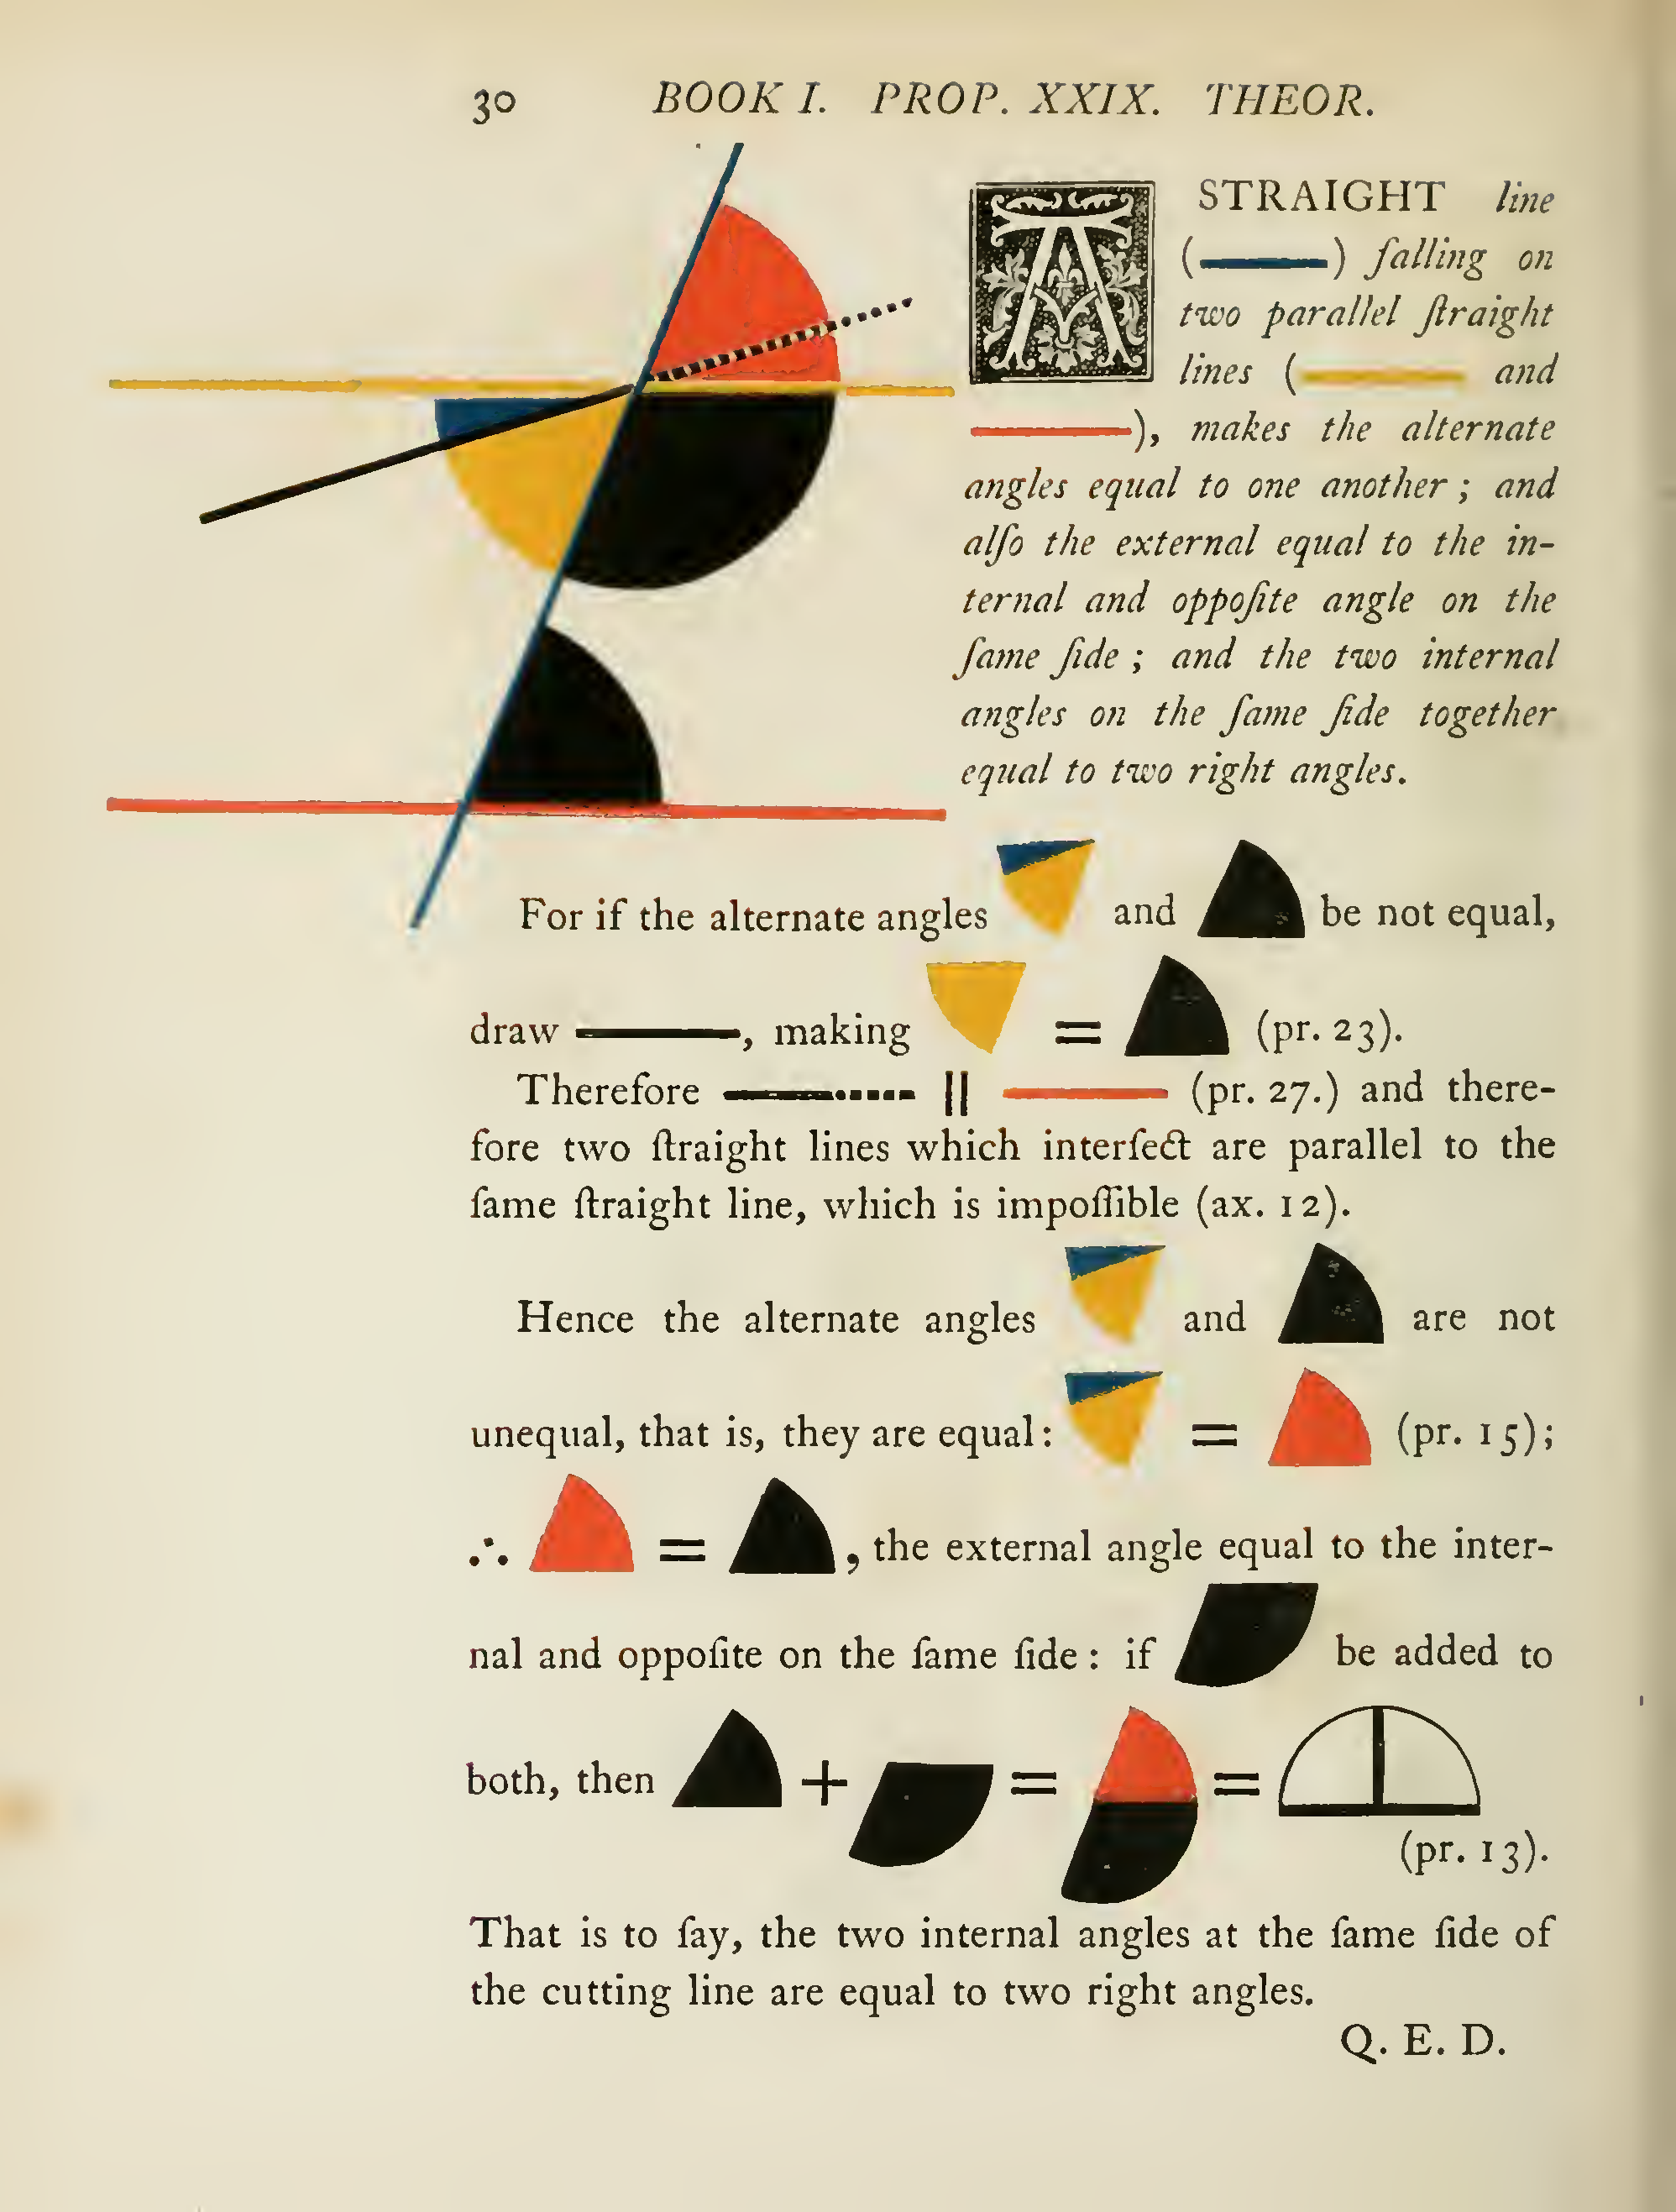 30 BOOK I. PROP. XXIX. THEOR.
A STRAIGHT line
( ) falling on
two parallel ſtraight
lines ( and
), makes the alternate
angles equal to one another ; and
alſo the external equal to the in-
ternal and oppoſite angle on the
ſame ſide ; and the two internal
angles on the ſame ſide together
equal to two right angles.
For if the alternate angles and be not equal,
draw , making = (pr. 23).
Therefore || (pr. 27.) and there-
fore two ſtraight lines which interſect are parallel to the
ſame ſtraight line, which is impoſſible (ax. 12).
Hence the alternate angles and are not
unequal, that is, they are equal: = (pr. 15);
∴ = , the external angle equal to the inter-
nal and oppoſite on the ſame ſide : if be added to
both, then + = =
(pr. 13).
That is to ſay, the two internal angles at the ſame ſide of
the cutting line are equal to two right angles.
Q. E. D.